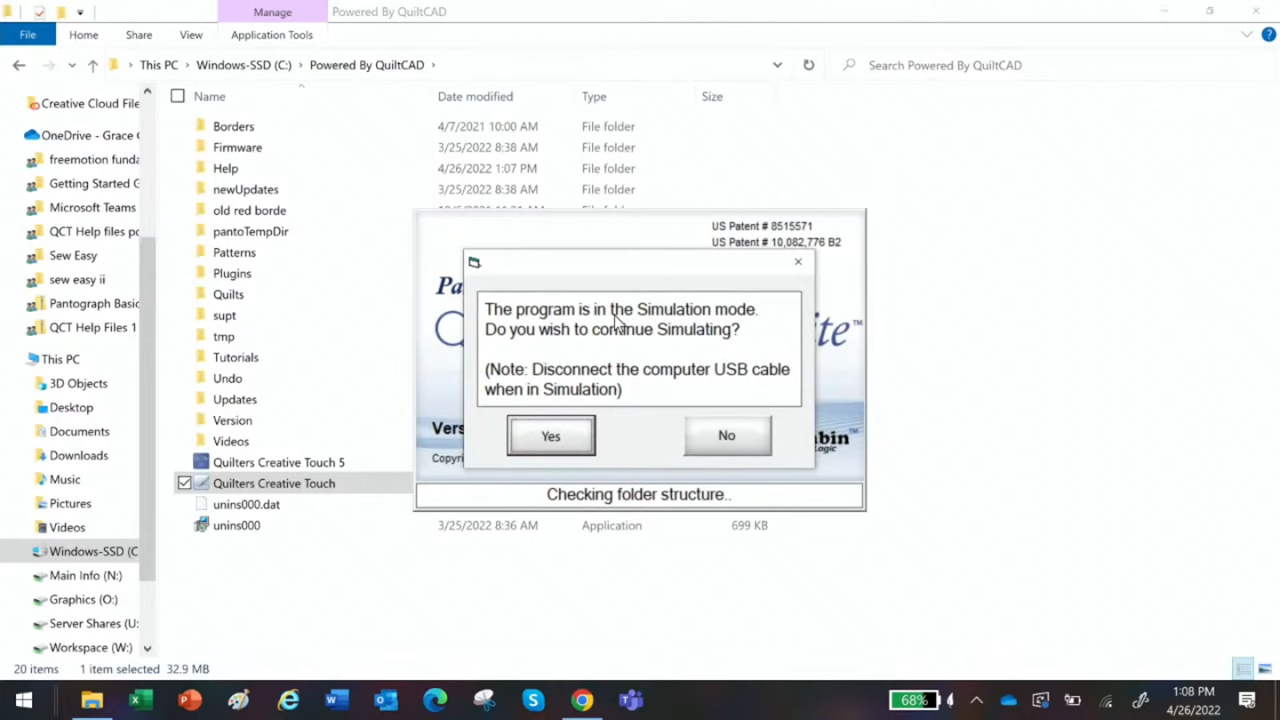 Manage
Powered By QuiltCAD
File
Home
Share
View
Application Tools
This PC
Windows-SSD (C:)
Powered By QuiltCAD
Search Powered By QuiltCAD
Name
Date modified
Type
Size
Creative Cloud File
OneDrive - Grace
freemotion funda
Getting Started G
Microsoft Teams
QCT Help files po
Sew Easy
sew easy ii
Pantograph Basic
QCT Help Files 1
This PC
3D Objects
Desktop
Documents
Downloads
Music
Pictures
Videos
Windows-SSD (C
Main Info (N:)
Graphics (O:)
Server Shares (U:
Workspace (W:)
Borders 4/7/2021 10:00 AM File folder
Firmware 3/25/2022 8:38 AM File folder
Help 4/26/2022 1:07 PM File folder
newUpdates 3/25/2022 8:38 AM File folder
old red borde
pantoTempDir
Patterns
Plugins
Quilts
supt
tmp
Tutorials
Undo
Updates
Version
Videos
Quilters Creative Touch 5
Quilters Creative Touch
unins000.dat
unins000 3/25/2022 8:36 AM Application 699 KB
US Patent # 8515571
US Patent # 10,082,776 B2
Pa
ite™
The program is in the Simulation mode.
Do you wish to continue Simulating?
(Note: Disconnect the computer USB cable
when in Simulation)
Yes
No
Vers
bin™
Logic
Copyri
Checking folder structure..
20 items
1 item selected
32.9 MB
68%
1:08 PM
4/26/2022